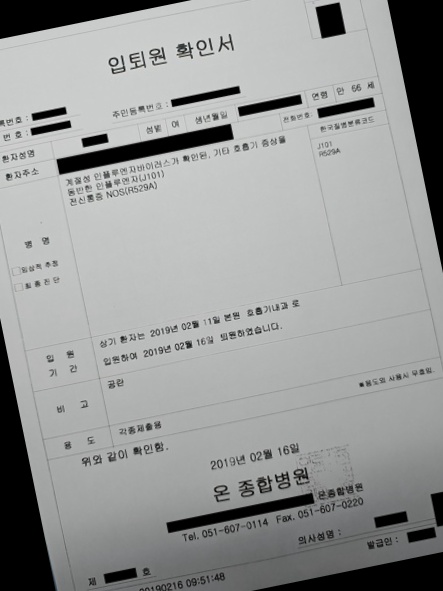 입퇴원 확인서
록번호 :
주민등록번호 :
번 호 :
환자성명 성별 여 생년월일 연령 만 66 세
환자주소 전화번호
한국질병분류코드
계절성 인플루엔자바이러스가 확인된, 기타 호흡기 증상을
동반한 인플루엔자(J101)
전신통증 NOS(R529A)
J101
R529A
병 명
□임상적 추정
□최 종 진 단
입 원
기 간
상기 환자는 2019년 02월 11일 본원 호흡기내과 로
입원하여 2019년 02월 16일 퇴원하였습니다.
비 고
공란
■용도외 사용시 무효임.
용 도
각종제출용
위와 같이 확인함.
2019년 02월 16일
온 종합병원
온종합병원
Tel. 051-607-0114 Fax. 051-607-0220
의사성명 :
제 호
발급인 :
20190216 09:51:48